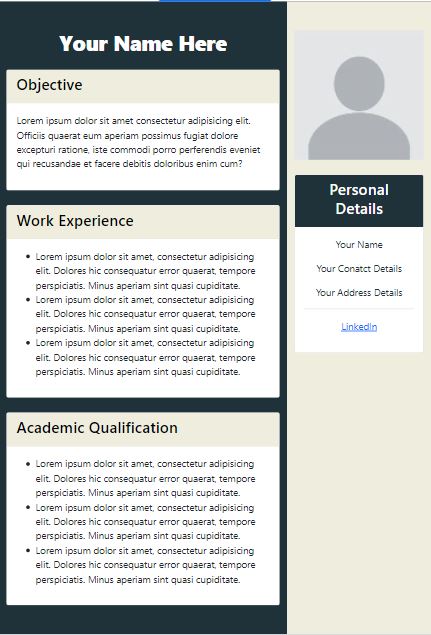 Your Name Here
Objective
Lorem ipsum dolor sit amet consectetur adipisicing elit.
Officiis quaerat eum aperiam possimus fugiat dolore
excepturi ratione, iste commodi porro perferendis eveniet
qui recusandae et facere debitis doloribus enim cum?
Work Experience
Lorem ipsum dolor sit amet, consectetur adipisicing
elit. Dolores hic consequatur error quaerat, tempore
perspiciatis. Minus aperiam sint quasi cupiditate.
Lorem ipsum dolor sit amet, consectetur adipisicing
elit. Dolores hic consequatur error quaerat, tempore
perspiciatis. Minus aperiam sint quasi cupiditate.
Lorem ipsum dolor sit amet, consectetur adipisicing
elit. Dolores hic consequatur error quaerat, tempore
perspiciatis. Minus aperiam sint quasi cupiditate.
Academic Qualification
Lorem ipsum dolor sit amet, consectetur adipisicing
elit. Dolores hic consequatur error quaerat, tempore
perspiciatis. Minus aperiam sint quasi cupiditate.
Lorem ipsum dolor sit amet, consectetur adipisicing
elit. Dolores hic consequatur error quaerat, tempore
perspiciatis. Minus aperiam sint quasi cupiditate.
Lorem ipsum dolor sit amet, consectetur adipisicing
elit. Dolores hic consequatur error quaerat, tempore
perspiciatis. Minus aperiam sint quasi cupiditate.
Personal
Details
Your Name
Your Conatct Details
Your Address Details
LinkedIn